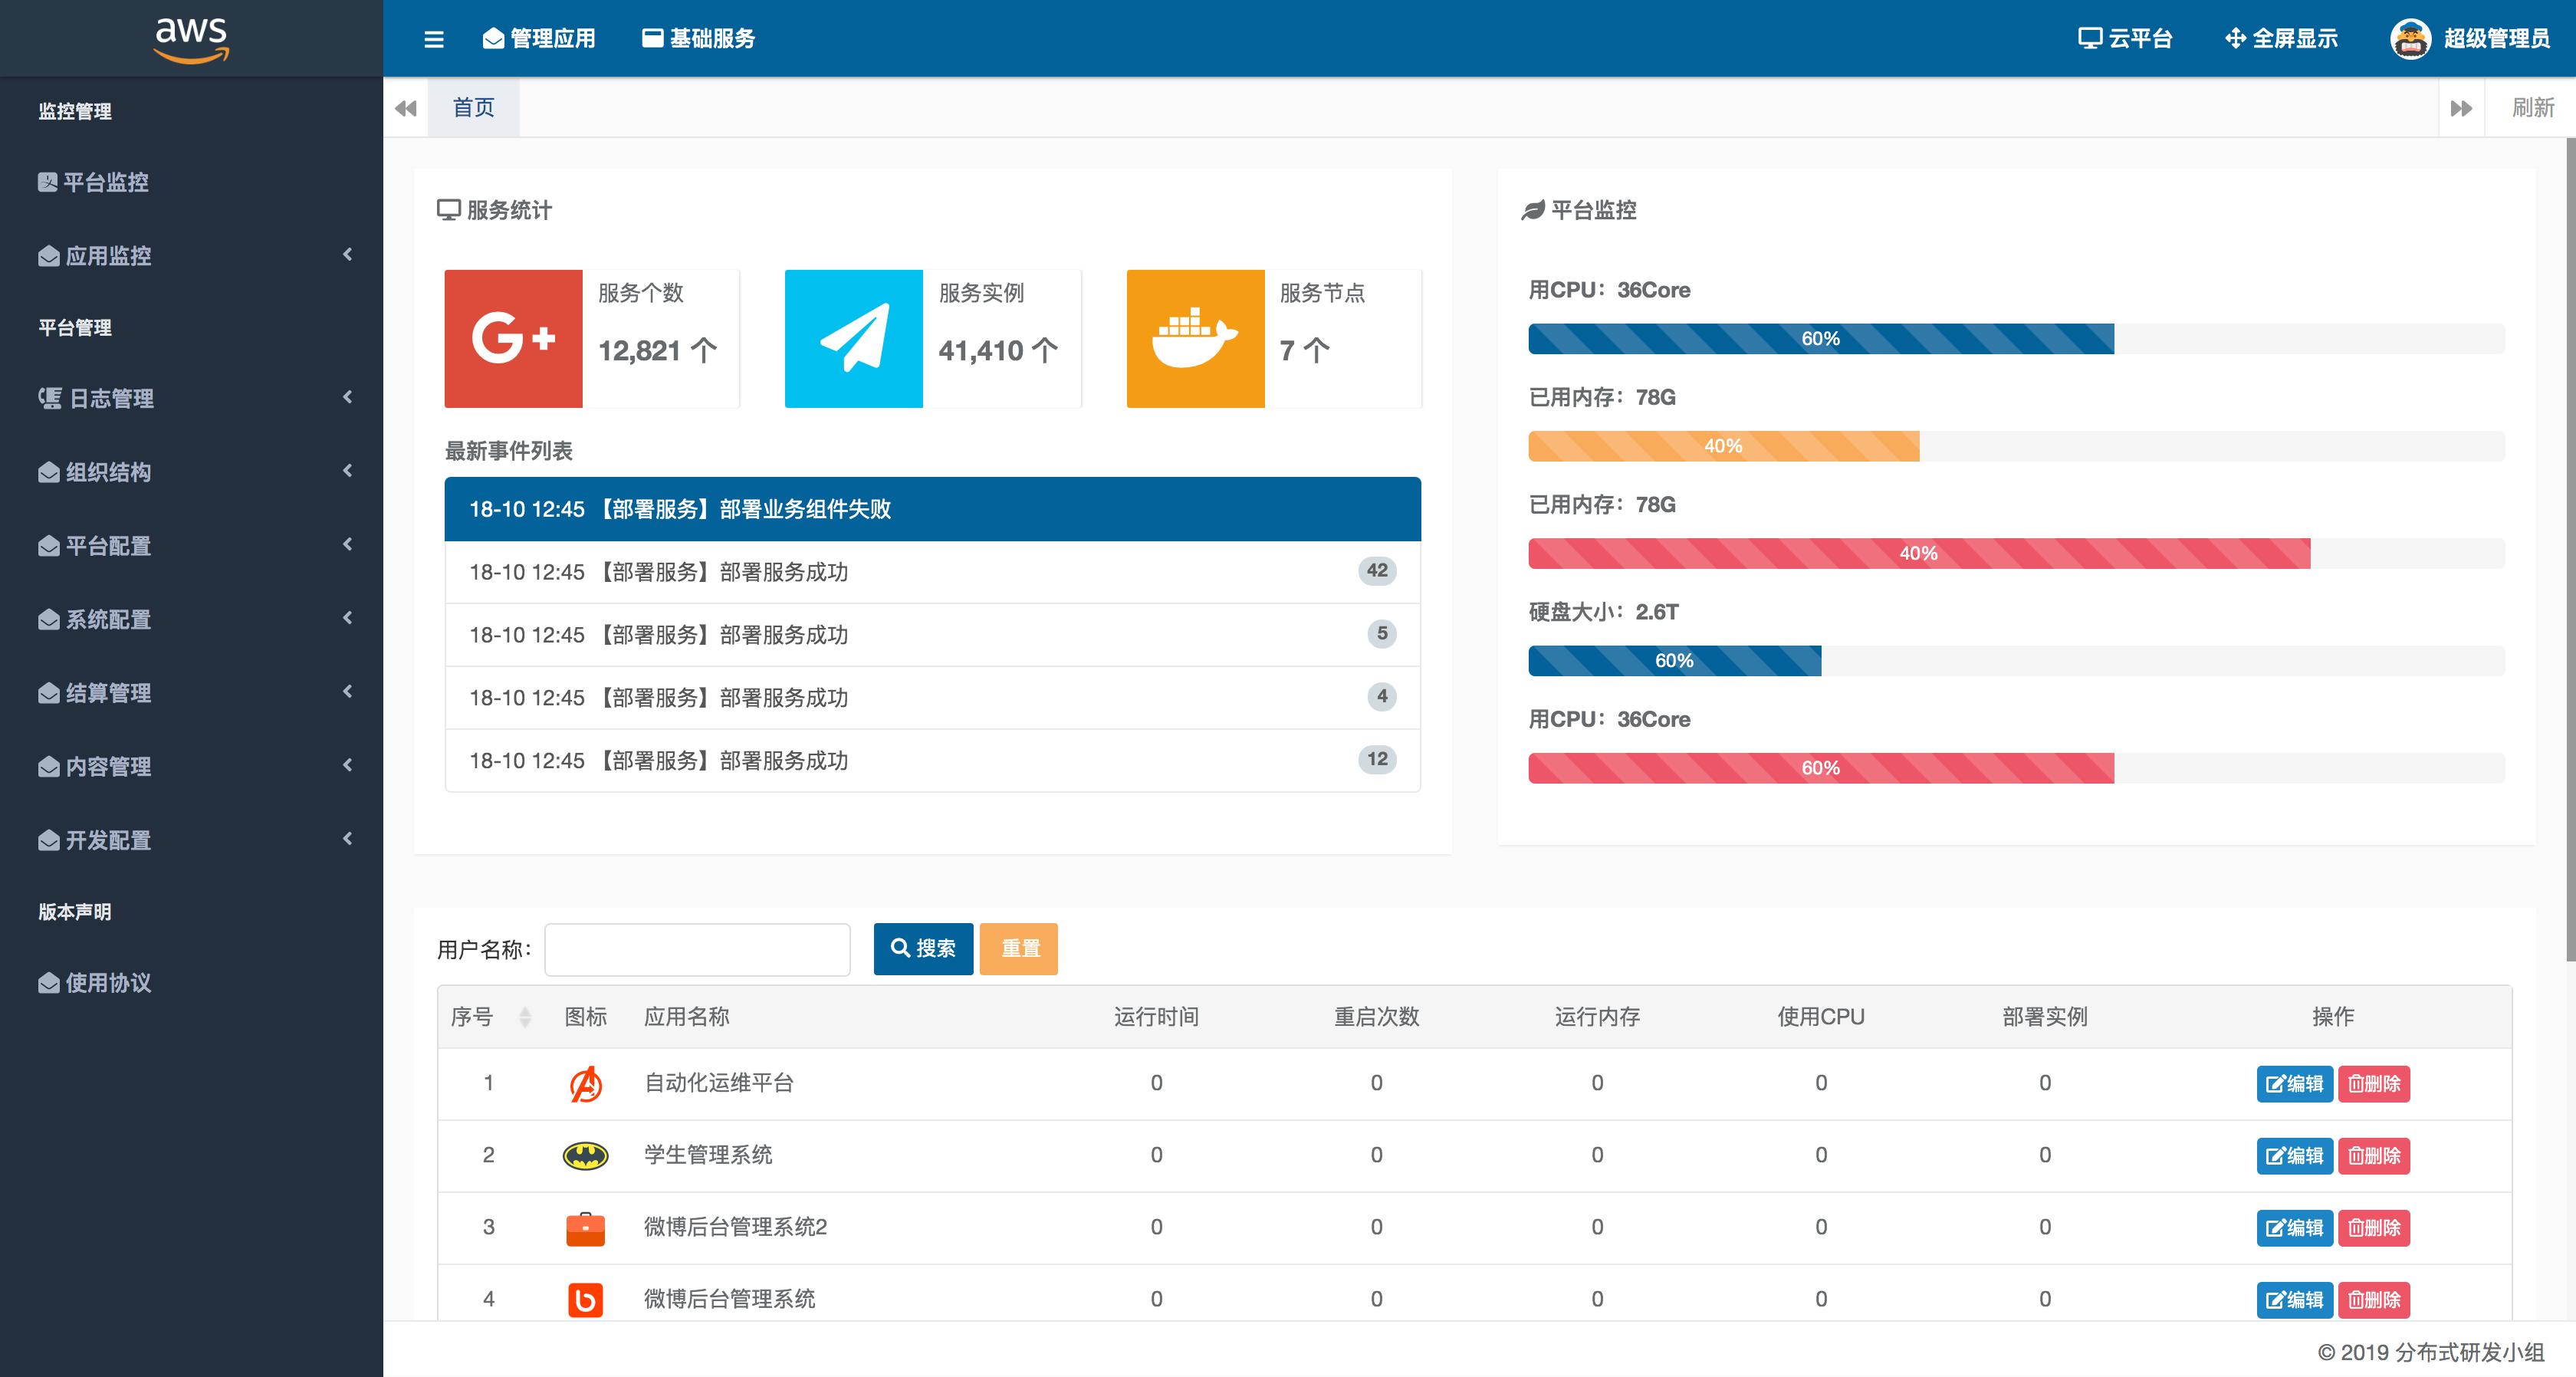 aws
管理应用
基础服务
云平台
全屏显示
超级管理员
监控管理
平台监控
应用监控
平台管理
日志管理
组织结构
平台配置
系统配置
结算管理
内容管理
开发配置
版本声明
使用协议
首页
刷新
服务统计
服务个数
12,821 个
服务实例
41,410 个
服务节点
7 个
最新事件列表
18-10 12:45 【部署服务】部署业务组件失败
18-10 12:45 【部署服务】部署服务成功 42
18-10 12:45 【部署服务】部署服务成功 5
18-10 12:45 【部署服务】部署服务成功 4
18-10 12:45 【部署服务】部署服务成功 12
平台监控
用CPU：36Core
60%
已用内存：78G
40%
已用内存：78G
40%
硬盘大小：2.6T
60%
用CPU：36Core
60%
用户名称： 搜索 重置
序号 图标 应用名称 运行时间 重启次数 运行内存 使用CPU 部署实例 操作
1 自动化运维平台 0 0 0 0 0 编辑 删除
2 学生管理系统 0 0 0 0 0 编辑 删除
3 微博后台管理系统2 0 0 0 0 0 编辑 删除
4 微博后台管理系统 0 0 0 0 0 编辑 删除
© 2019 分布式研发小组